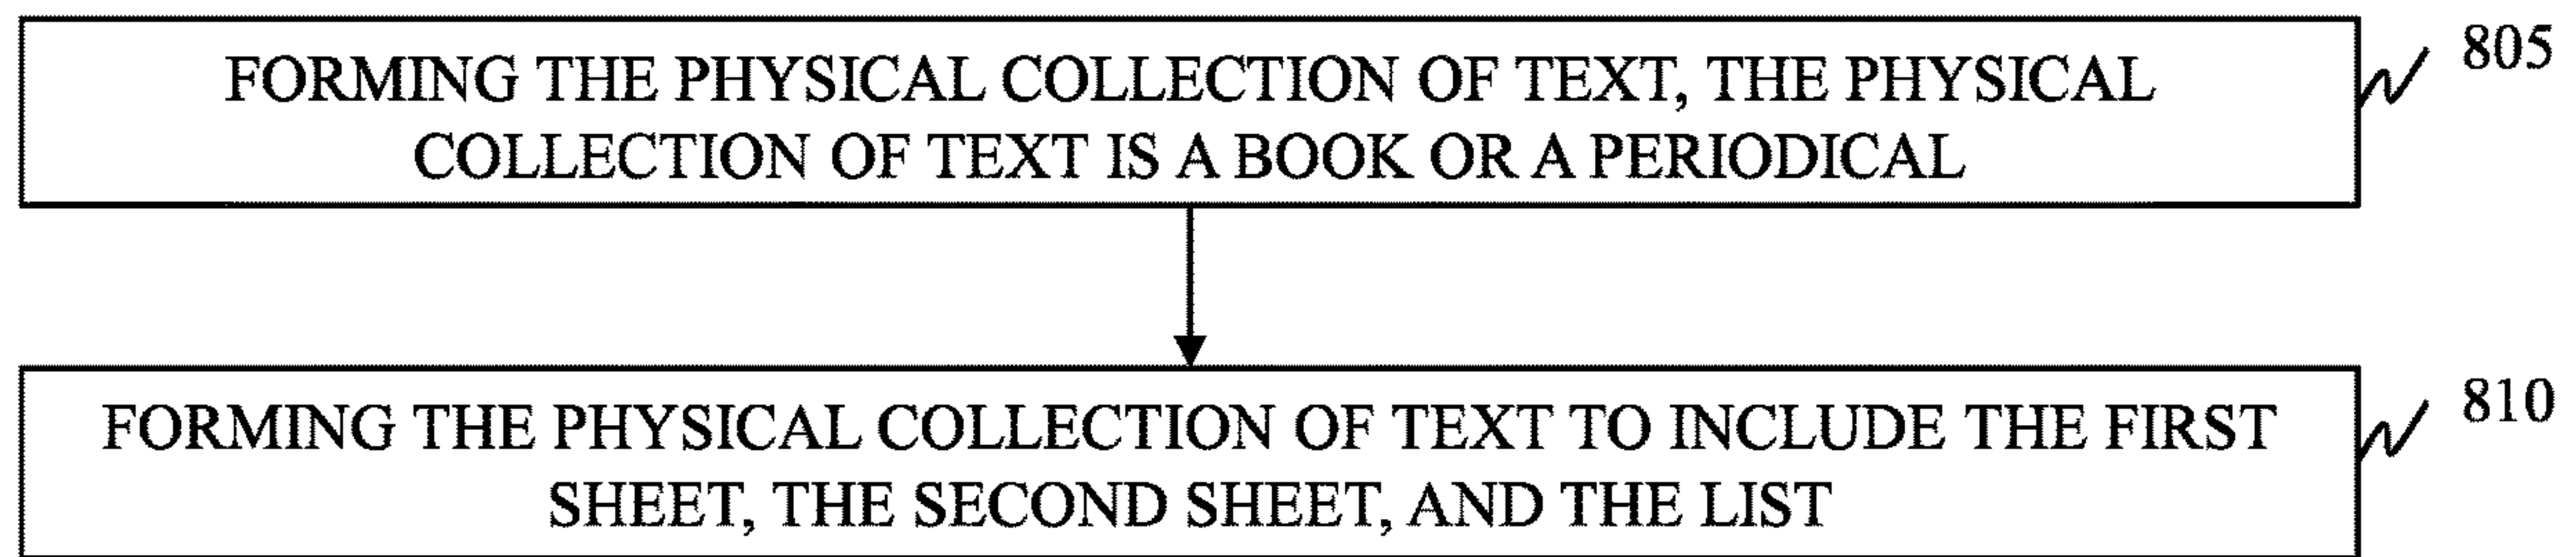 FORMING THE PHYSICAL COLLECTION OF TEXT, THE PHYSICAL
COLLECTION OF TEXT IS A BOOK OR A PERIODICAL
805
FORMING THE PHYSICAL COLLECTION OF TEXT TO INCLUDE THE FIRST
SHEET, THE SECOND SHEET, AND THE LIST
810